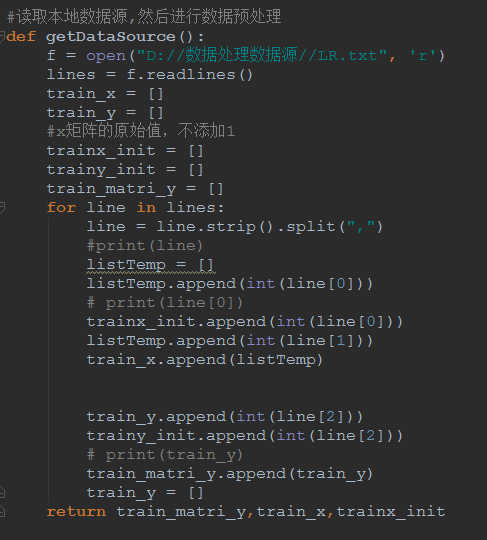 #读取本地数据源,然后进行数据预处理
def getDataSource():
    f = open("D://数据处理数据源//LR.txt", 'r')
    lines = f.readlines()
    train_x = []
    train_y = []
    #x矩阵的原始值，不添加1
    trainx_init = []
    trainy_init = []
    train_matri_y = []
    for line in lines:
        line = line.strip().split(",")
        #print(line)
        listTemp = []
        listTemp.append(int(line[0]))
        # print(line[0])
        trainx_init.append(int(line[0]))
        listTemp.append(int(line[1]))
        train_x.append(listTemp)
        train_y.append(int(line[2]))
        trainy_init.append(int(line[2]))
        # print(train_y)
        train_matri_y.append(train_y)
        train_y = []
    return train_matri_y,train_x,trainx_init